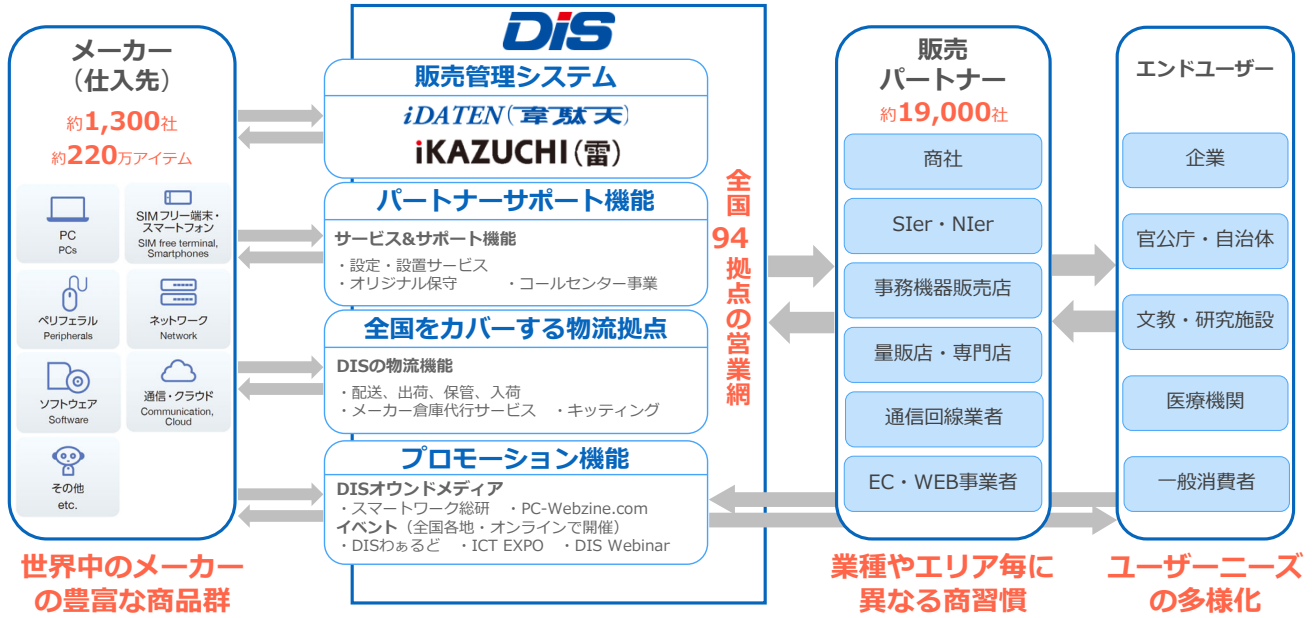 メーカー
（仕入先）
約1,300社
約220万アイテム
PC
PCs
SIMフリー端末・
スマートフォン
SIM free terminal,
Smartphones
ペリフェラル
Peripherals
ネットワーク
Network
ソフトウェア
Software
通信・クラウド
Communication,
Cloud
その他
etc.
世界中のメーカー
の豊富な商品群
DiS
販売管理システム
iDATEN(韋駄天)
iKAZUCHI(雷)
パートナーサポート機能
サービス&サポート機能
・設定・設置サービス
・オリジナル保守　・コールセンター事業
全国をカバーする物流拠点
DISの物流機能
・配送、出荷、保管、入荷
・メーカー倉庫代行サービス　・キッティング
プロモーション機能
DISオウンドメディア
・スマートワーク総研　・PC-Webzine.com
イベント（全国各地・オンラインで開催）
・DISわぁるど　・ICT EXPO　・DIS Webinar
全国94拠点の営業網
販売
パートナー
約19,000社
商社
SIer・NIer
事務機器販売店
量販店・専門店
通信回線業者
EC・WEB事業者
業種やエリア毎に
異なる商習慣
エンドユーザー
企業
官公庁・自治体
文教・研究施設
医療機関
一般消費者
ユーザーニーズ
の多様化